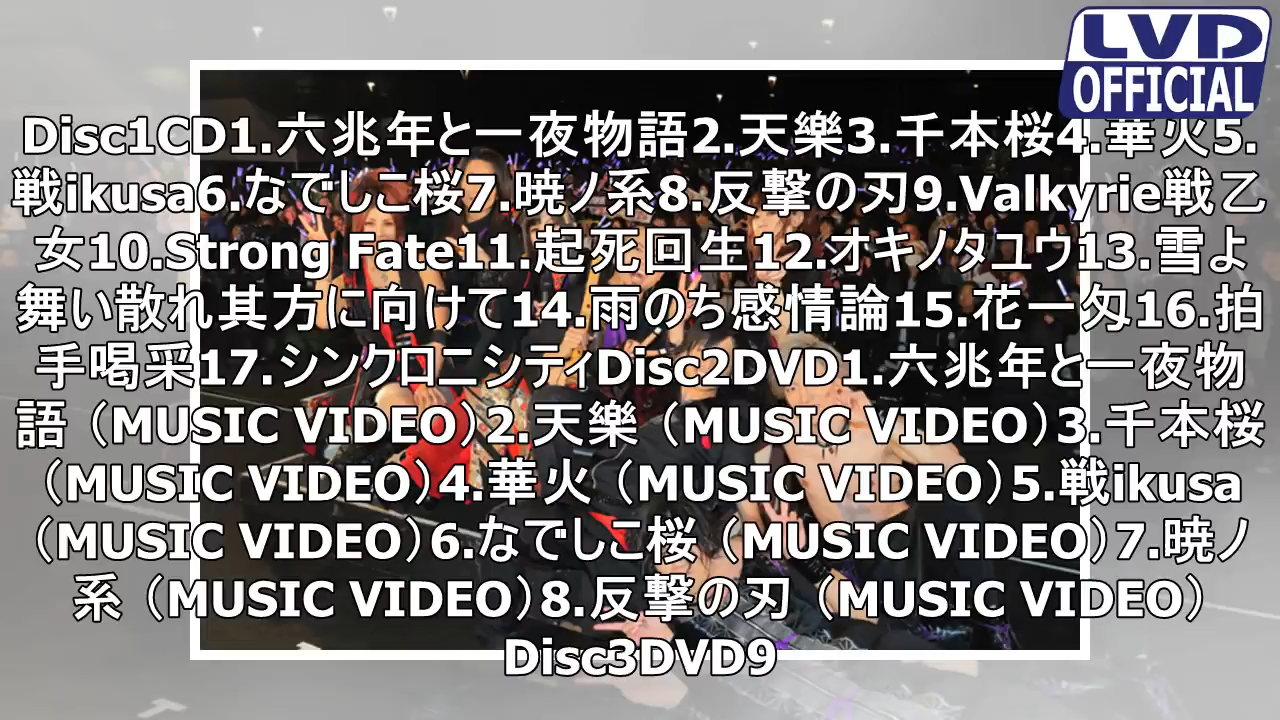 LVD
OFFICIAL
Disc1CD1.六兆年と一夜物語2.天樂3.千本桜4.華火5.
戦ikusa6.なでしこ桜7.暁ノ糸8.反撃の刃9.Valkyrie戦乙
女10.Strong Fate11.起死回生12.オキノタユウ13.雪よ
舞い散れ其方に向けて14.雨のち感情論15.花一匁16.拍
手喝采17.シンクロニシティDisc2DVD1.六兆年と一夜物
語（MUSIC VIDEO）2.天樂（MUSIC VIDEO）3.千本桜
（MUSIC VIDEO）4.華火（MUSIC VIDEO）5.戦ikusa
（MUSIC VIDEO）6.なでしこ桜（MUSIC VIDEO）7.暁ノ
糸（MUSIC VIDEO）8.反撃の刃（MUSIC VIDEO）
Disc3DVD9